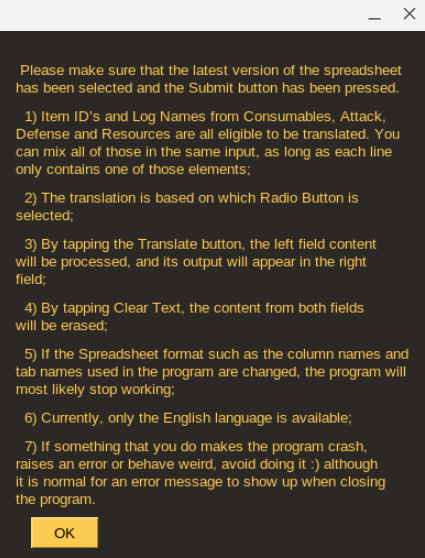 Please make sure that the latest version of the spreadsheet
has been selected and the Submit button has been pressed.
1) Item ID's and Log Names from Consumables, Attack,
Defense and Resources are all eligible to be translated. You
can mix all of those in the same input, as long as each line
only contains one of those elements;
2) The translation is based on which Radio Button is
selected;
3) By tapping the Translate button, the left field content
will be processed, and its output will appear in the right
field;
4) By tapping Clear Text, the content from both fields
will be erased;
5) If the Spreadsheet format such as the column names and
tab names used in the program are changed, the program will
most likely stop working;
6) Currently, only the English language is available;
7) If something that you do makes the program crash,
raises an error or behave weird, avoid doing it :) although
it is normal for an error message to show up when closing
the program.
OK